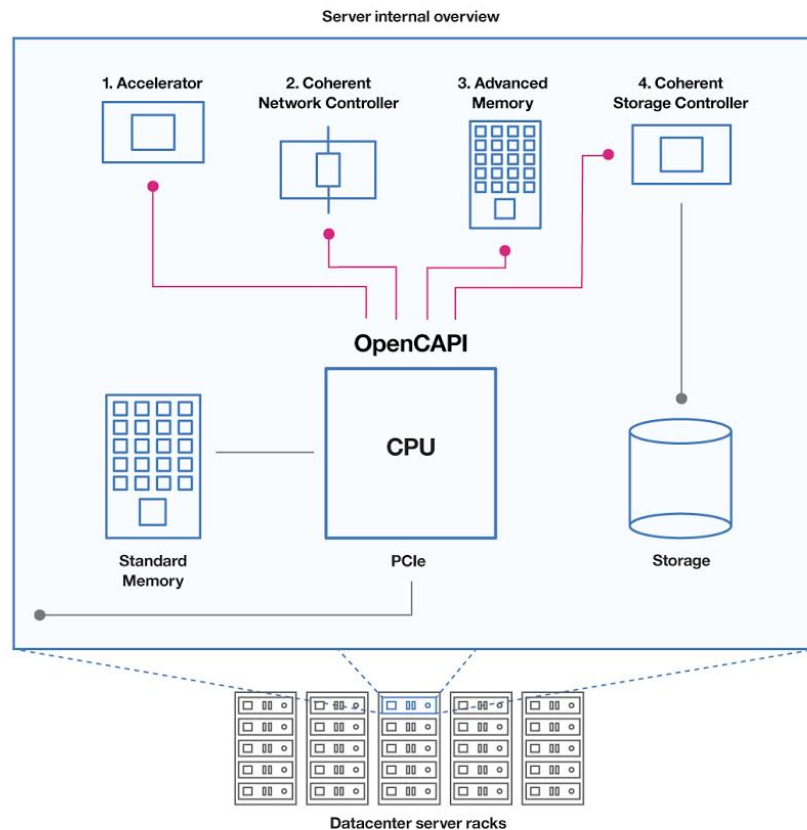 Server internal overview
1. Accelerator
2. Coherent
Network Controller
3. Advanced
Memory
4. Coherent
Storage Controller
OpenCAPI
CPU
Standard
Memory
PCIe
Storage
Datacenter server racks